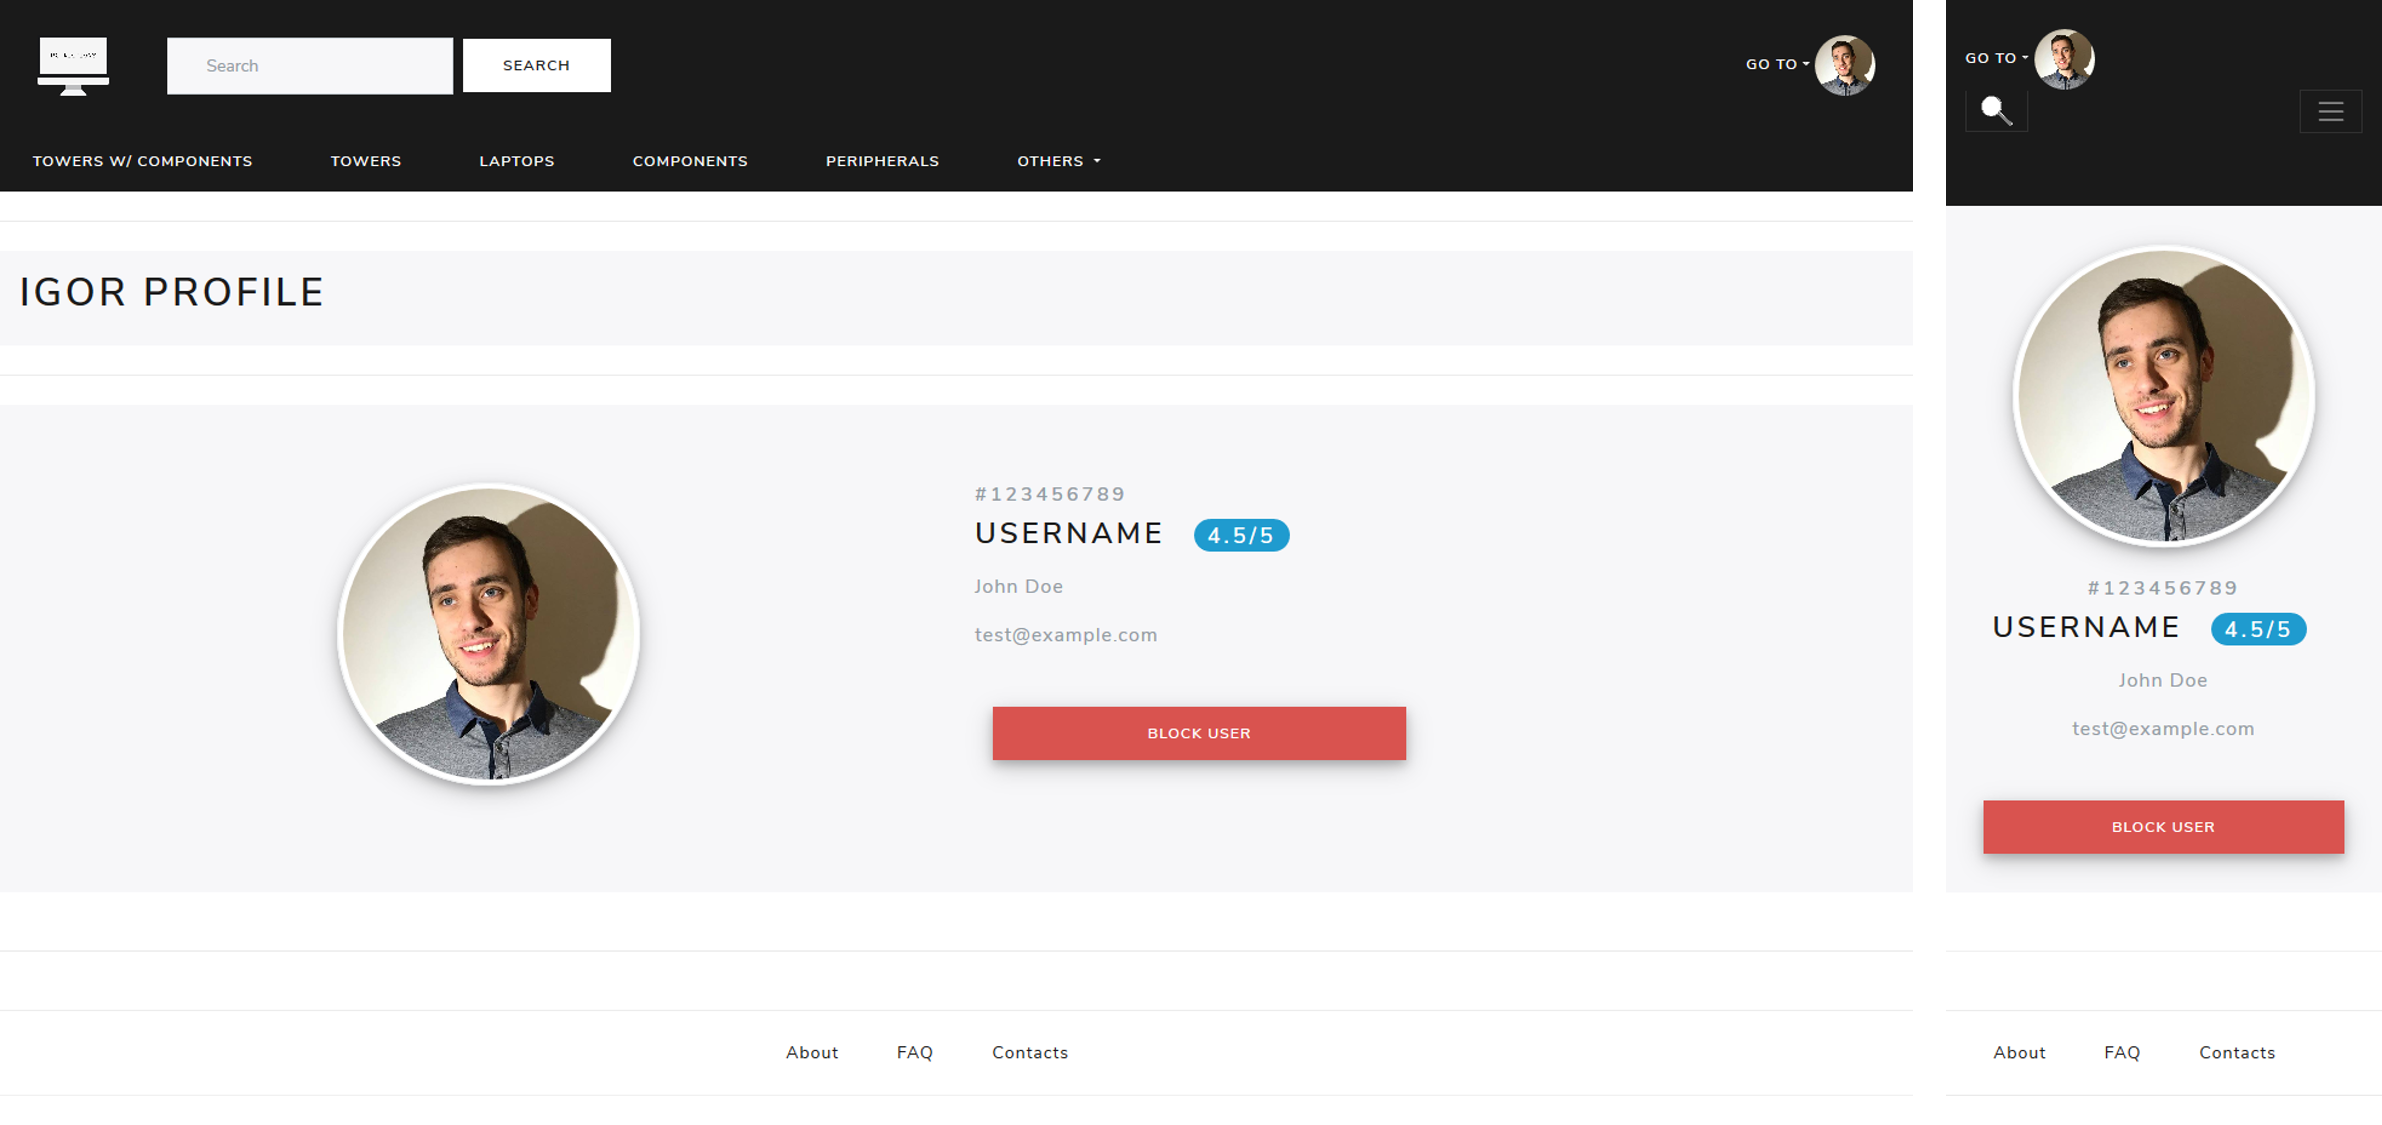 Search
SEARCH
GO TO
TOWERS W/ COMPONENTS
TOWERS
LAPTOPS
COMPONENTS
PERIPHERALS
OTHERS
IGOR PROFILE
#123456789
USERNAME 4.5/5
John Doe
test@example.com
BLOCK USER
About FAQ Contacts
GO TO
#123456789
USERNAME 4.5/5
John Doe
test@example.com
BLOCK USER
About FAQ Contacts